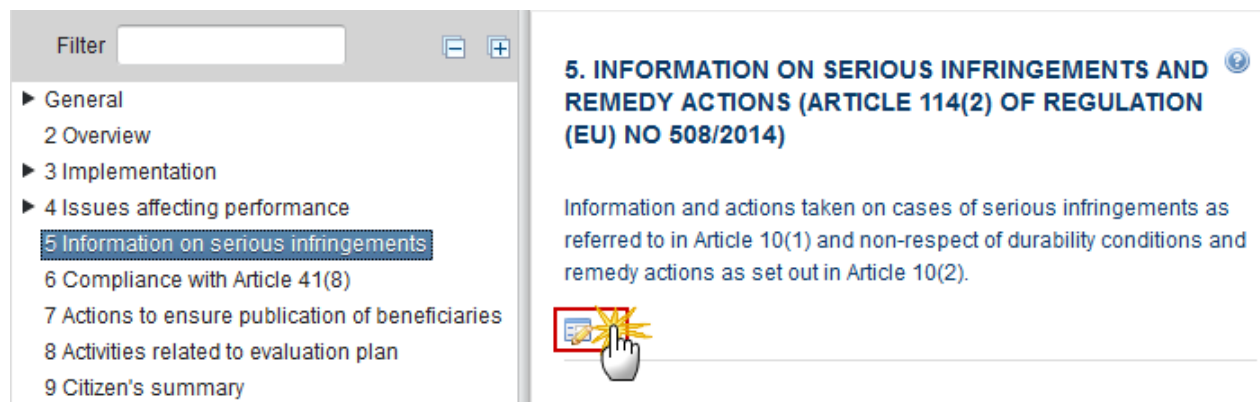 Filter
General
2 Overview
3 Implementation
4 Issues affecting performance
5 Information on serious infringements
6 Compliance with Article 41(8)
7 Actions to ensure publication of beneficiaries
8 Activities related to evaluation plan
9 Citizen's summary
5. INFORMATION ON SERIOUS INFRINGEMENTS AND
REMEDY ACTIONS (ARTICLE 114(2) OF REGULATION
(EU) NO 508/2014)
Information and actions taken on cases of serious infringements as
referred to in Article 10(1) and non-respect of durability conditions and
remedy actions as set out in Article 10(2).